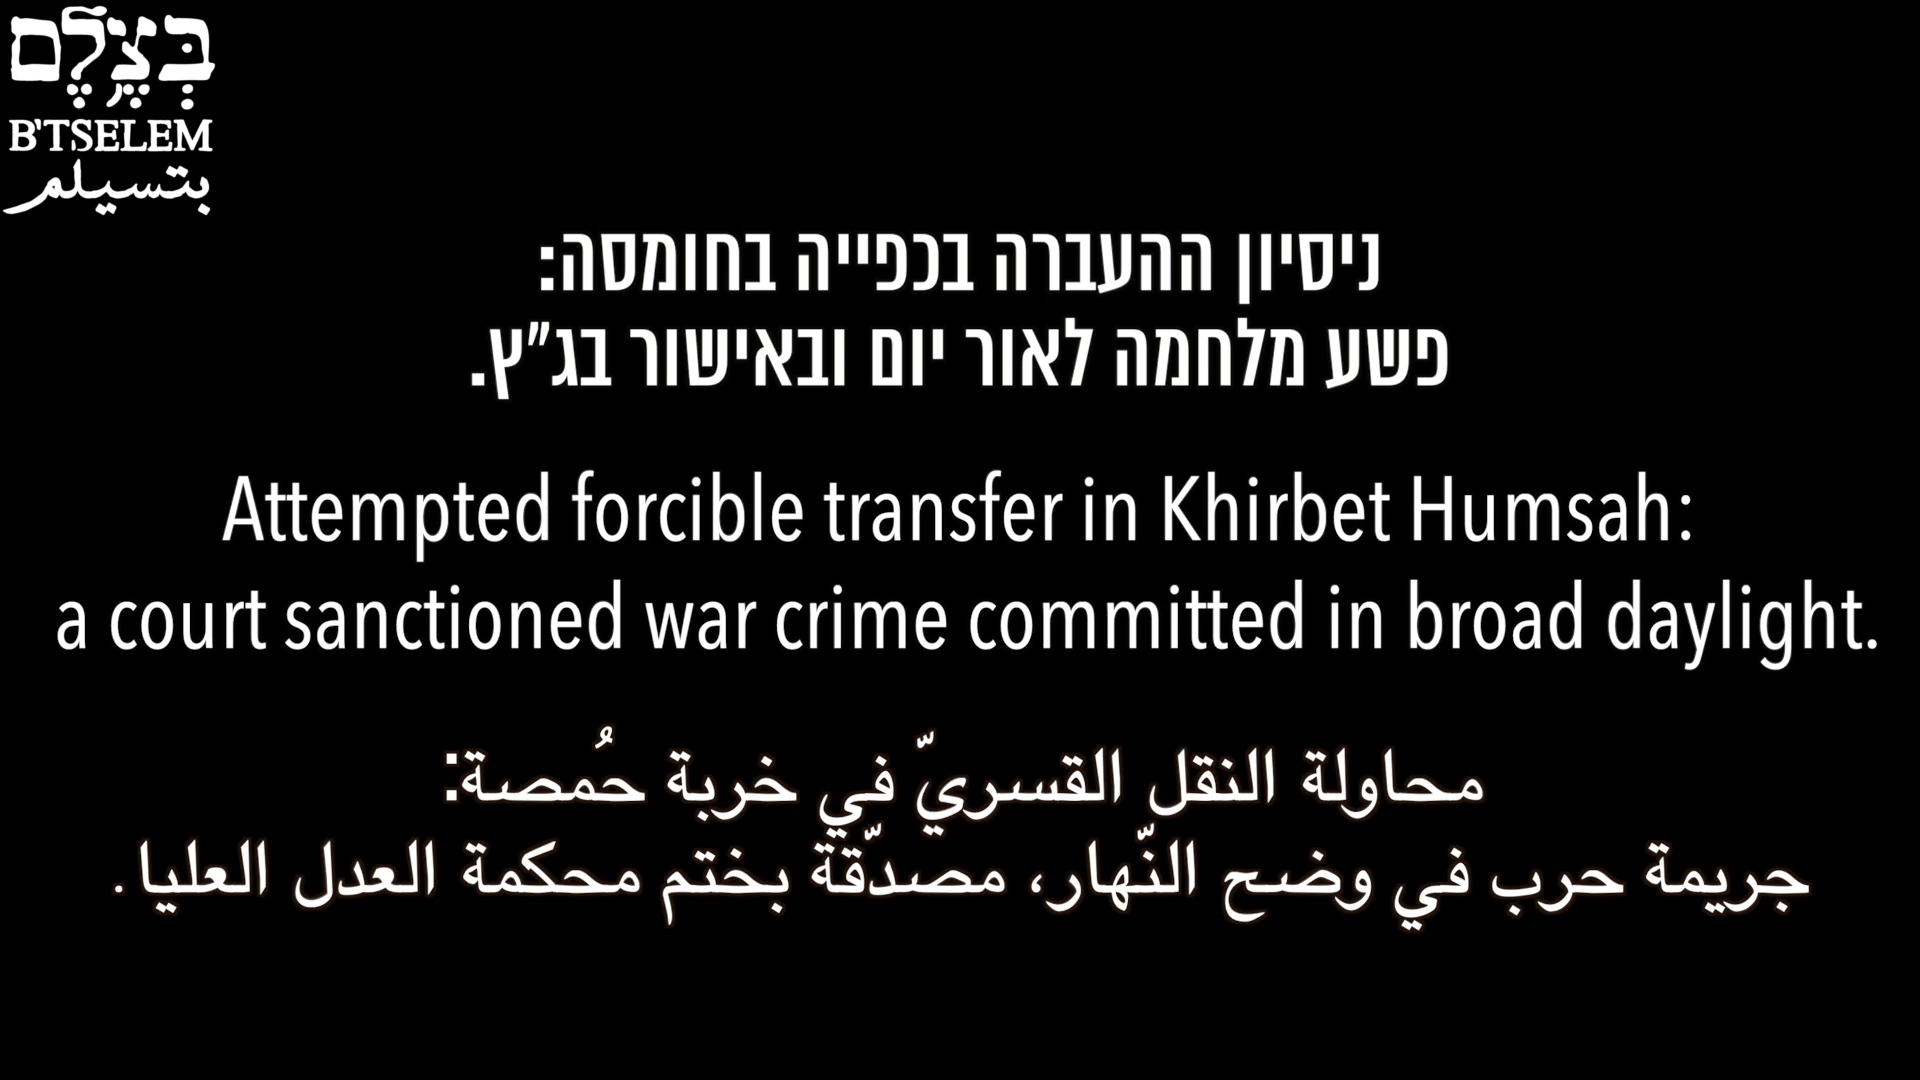 בְּצֶלֶם
B'TSELEM
بتسيلم
ניסיון ההעברה בכפייה בחומסה:
פשע מלחמה לאור יום ובאישור בג"ץ.
Attempted forcible transfer in Khirbet Humsah:
a court sanctioned war crime committed in broad daylight.
محاولة النقل القسريّ في خربة حُمصة:
جريمة حرب في وضح النّهار، مصدّقة بختم محكمة العدل العليا.